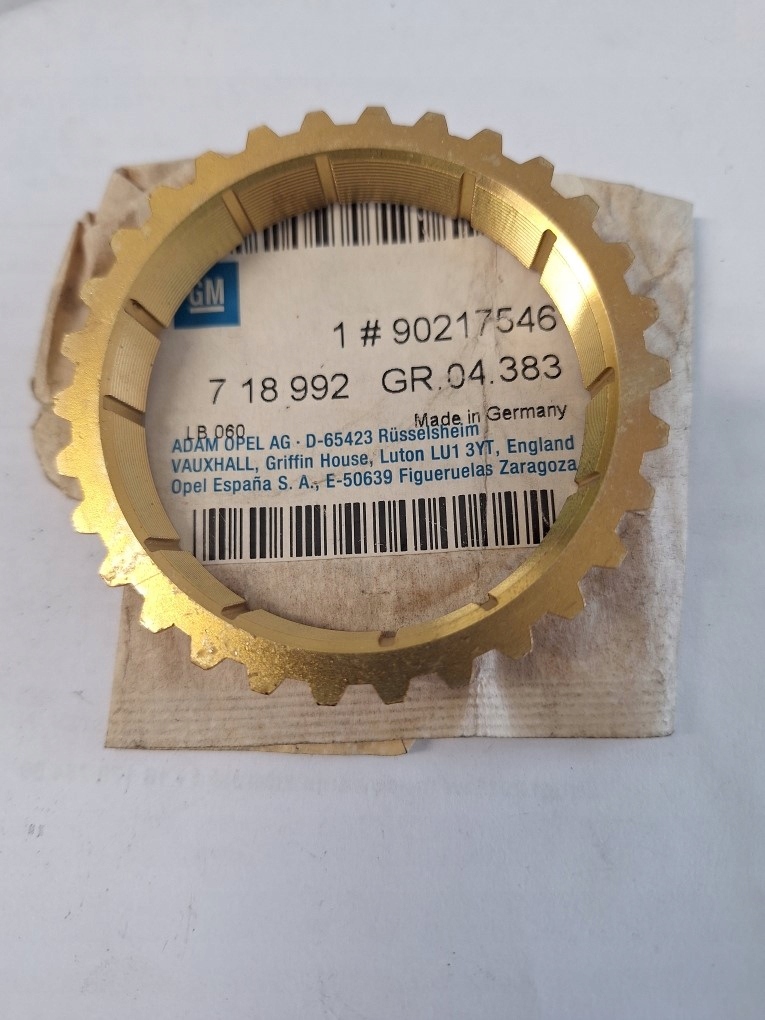 GM
1 # 90217546
7 18 992 GR.04.383
LB 060 Made in Germany
ADAM OPEL AG · D-65423 Rüsselsheim
VAUXHALL, Griffin House, Luton LU1 3YT, England
Opel España S. A., E-50639 Figueruelas Zaragoza